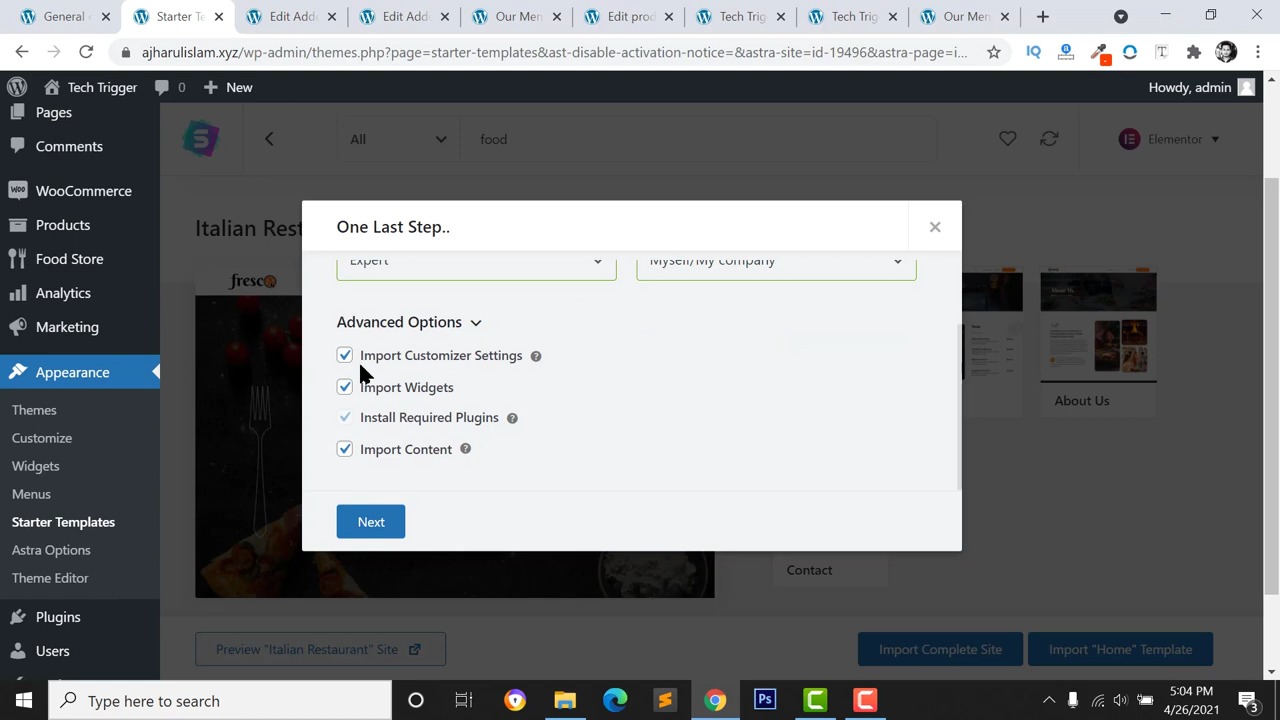 General
Starter Te
Edit Add
Edit Add
Our Men
Edit prod
Tech Trig
Tech Trig
Our Men
ajharulislam.xyz/wp-admin/themes.php?page=starter-templates&ast-disable-activation-notice=&astra-site=id-19496&astra-page=i...
Tech Trigger
0
New
Howdy, admin
Pages
Comments
WooCommerce
Products
Food Store
Analytics
Marketing
Appearance
Themes
Customize
Widgets
Menus
Starter Templates
Astra Options
Theme Editor
Plugins
Users
All
food
Elementor
Italian Rest
fresco
One Last Step..
Expert
Myself/My company
Advanced Options
Import Customizer Settings
Import Widgets
Install Required Plugins
Import Content
Next
About Us
Contact
Preview "Italian Restaurant" Site
Import Complete Site
Import "Home" Template
Type here to search
5:04 PM
4/26/2021
3